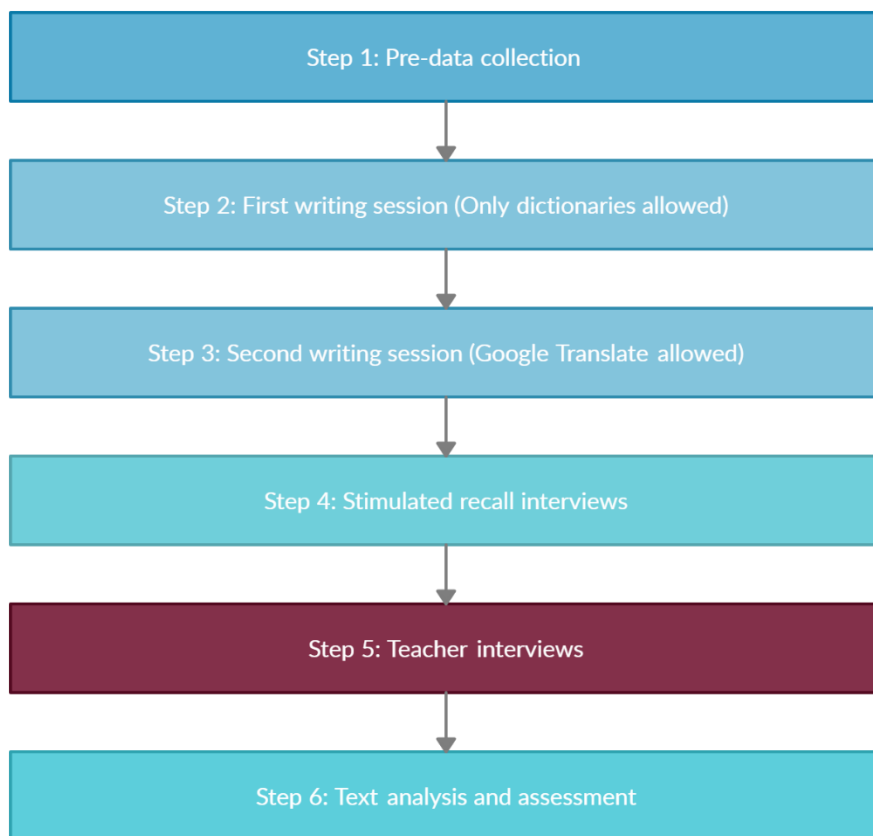 Step 1: Pre-data collection
Step 2: First writing session (Only dictionaries allowed)
Step 3: Second writing session (Google Translate allowed)
Step 4: Stimulated recall interviews
Step 5: Teacher interviews
Step 6: Text analysis and assessment